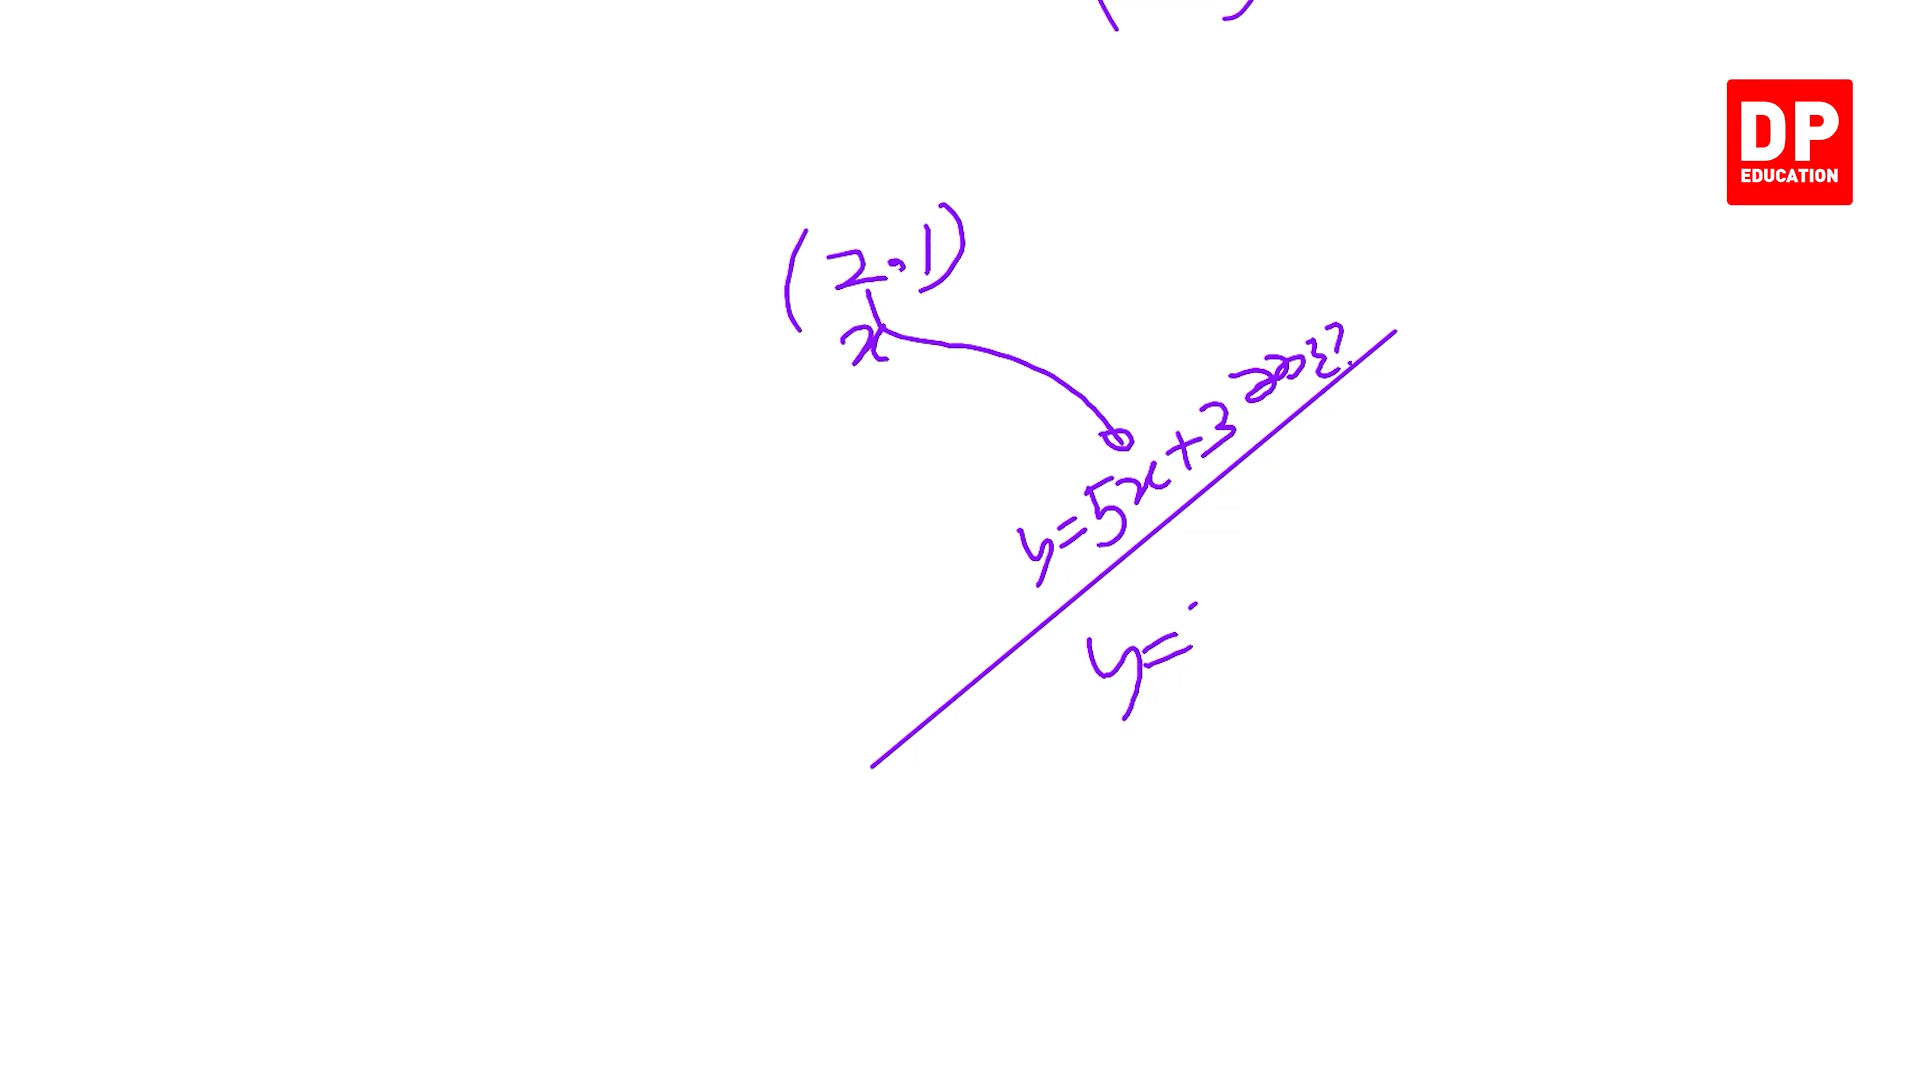 DP
EDUCATION
(2,1)
x
y=5x+3
y=